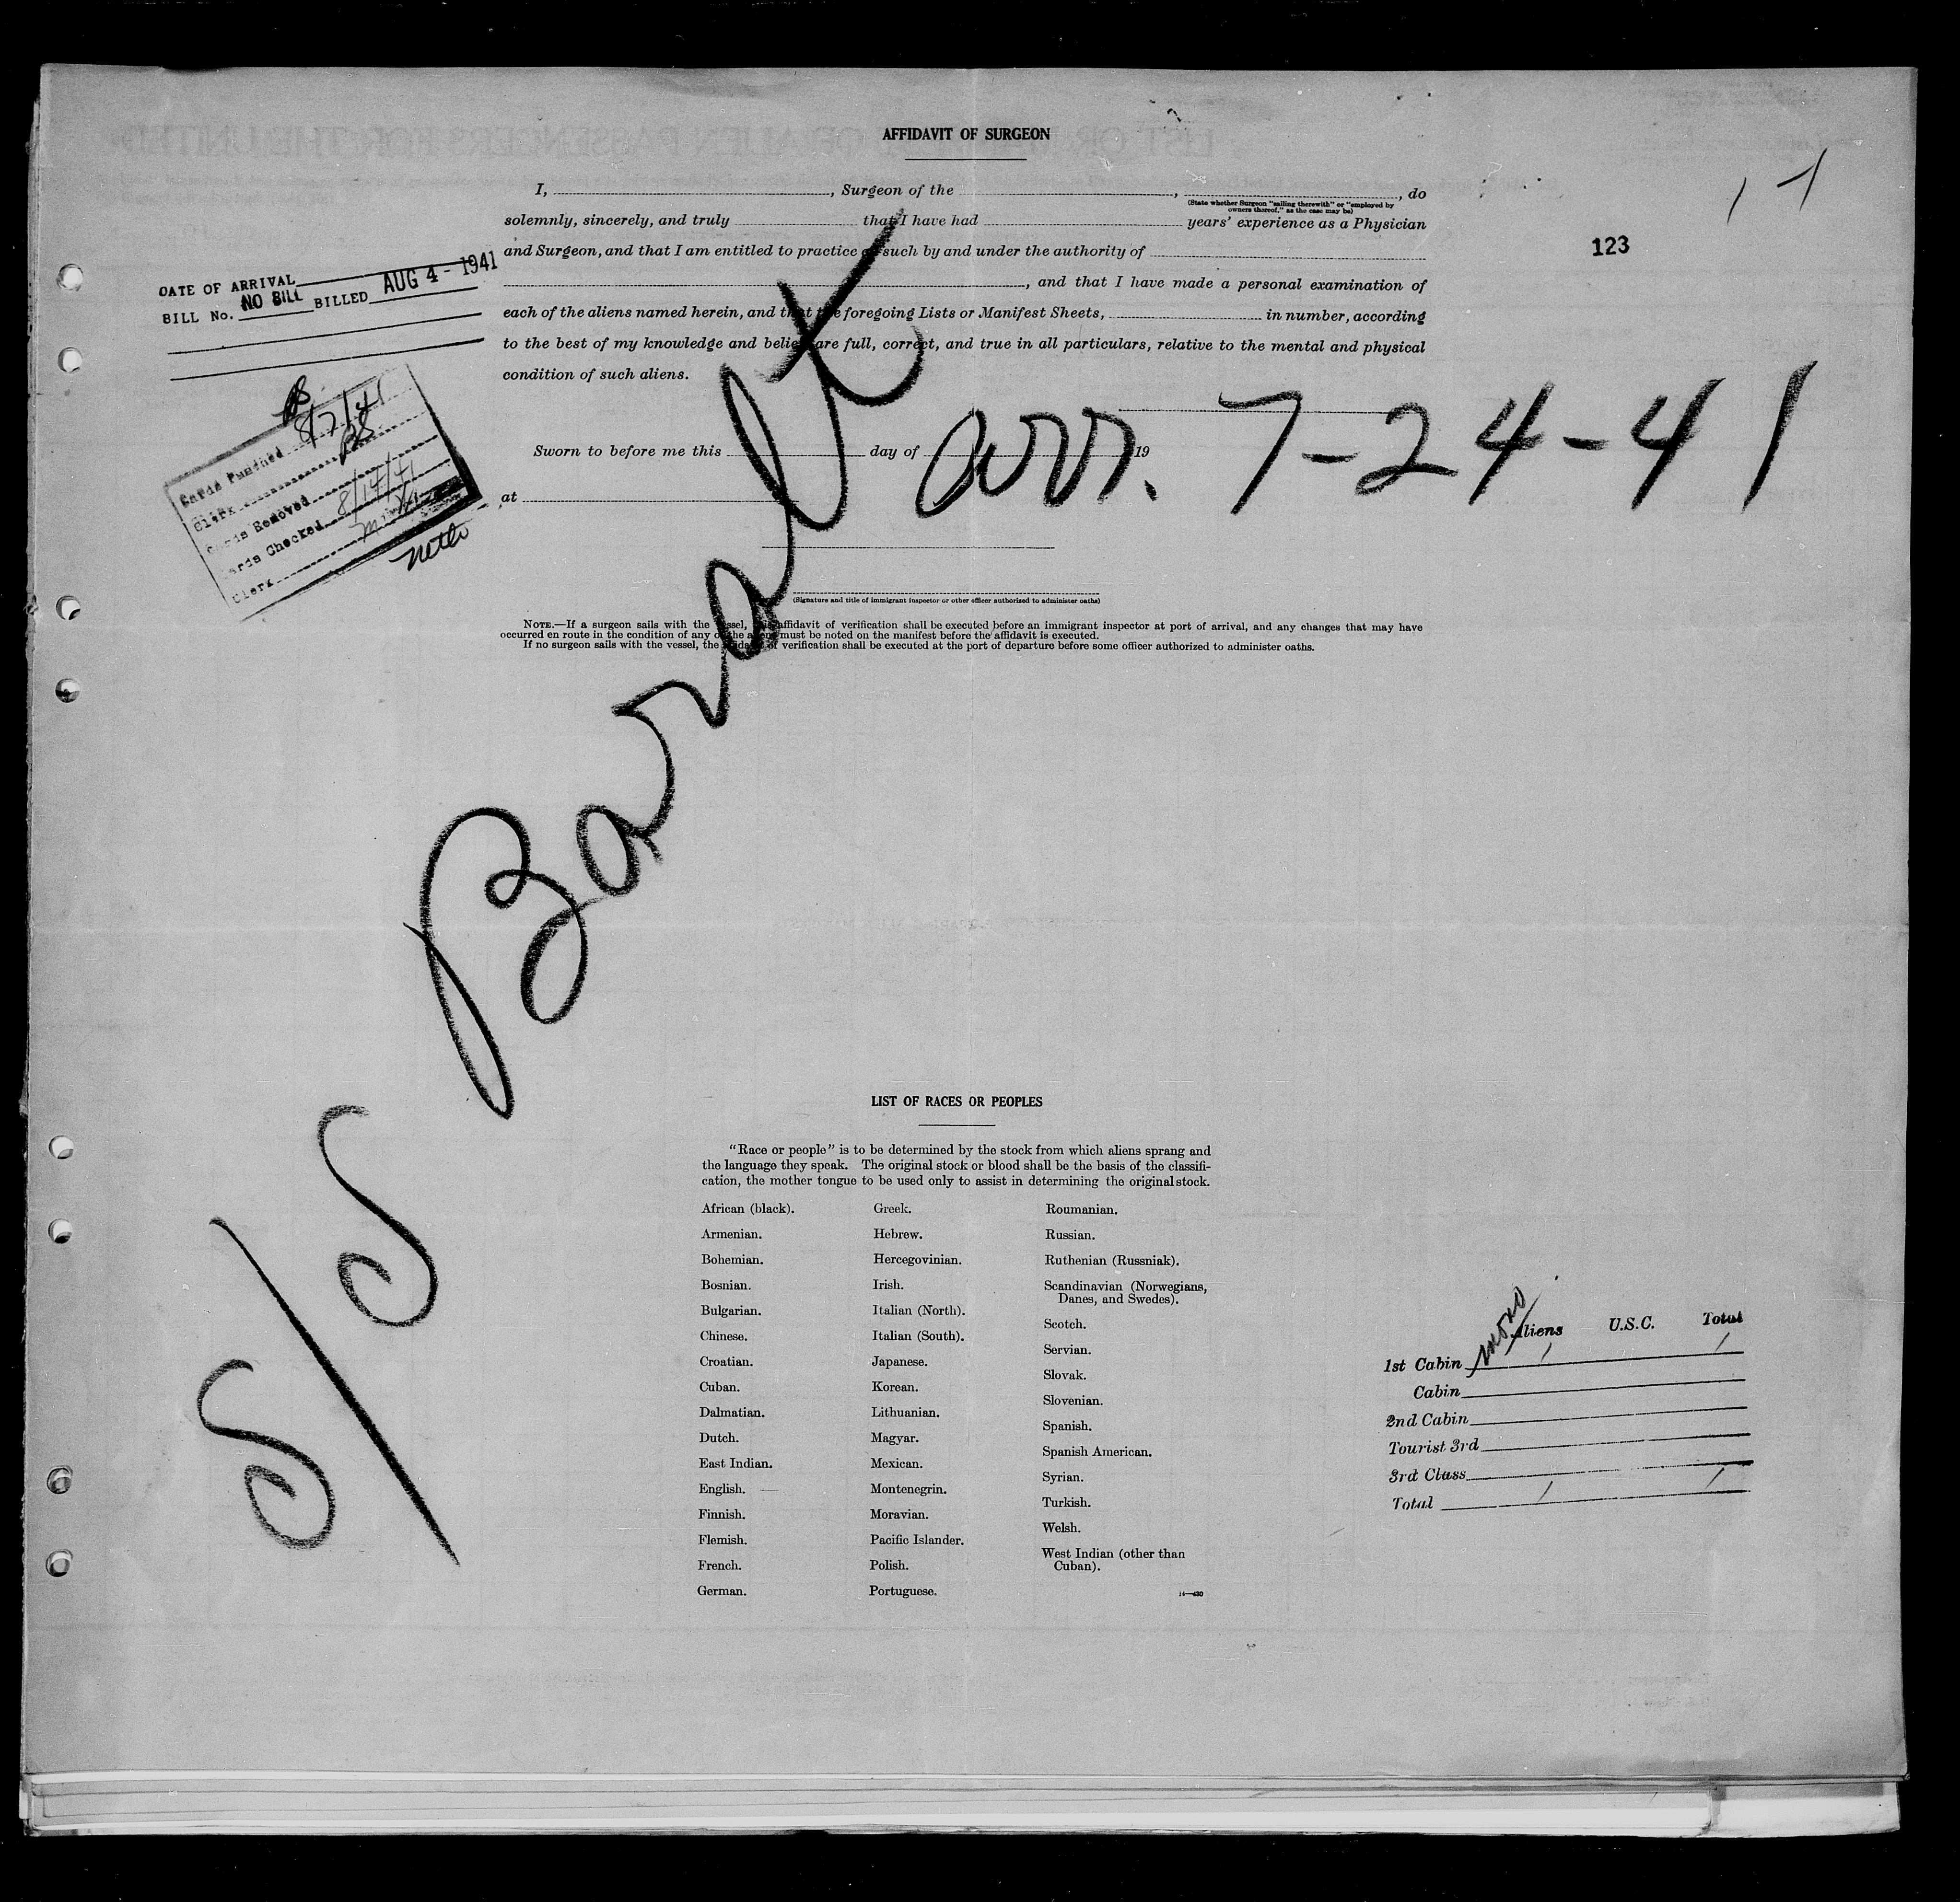 AFFIDAVIT OF SURGEON
I, , Surgeon of the , , do
(State whether Surgeon "sailing therewith" or "employed by
owners thereof," as the case may be)
solemnly, sincerely, and truly that I have had years' experience as a Physician
and Surgeon, and that I am entitled to practice as such by and under the authority of
, and that I have made a personal examination of
each of the aliens named herein, and that the foregoing Lists or Manifest Sheets, in number, according
to the best of my knowledge and belief are full, correct, and true in all particulars, relative to the mental and physical
condition of such aliens.
1 1
123
DATE OF ARRIVAL
BILL No. NO BILL BILLED AUG 4 - 1941
Cards Punched 8/7/41
Clerk
Cards Removed
Cards Checked 8/14/41
Clerk
Sworn to before me this day of 19
at
arr. 7-24-41
S/S Baralt
(Signature and title of immigrant inspector or other officer authorized to administer oaths)
NOTE.—If a surgeon sails with the vessel, this affidavit of verification shall be executed before an immigrant inspector at port of arrival, and any changes that may have
occurred en route in the condition of any of the aliens must be noted on the manifest before the affidavit is executed.
If no surgeon sails with the vessel, the affidavit of verification shall be executed at the port of departure before some officer authorized to administer oaths.
LIST OF RACES OR PEOPLES
"Race or people" is to be determined by the stock from which aliens sprang and
the language they speak. The original stock or blood shall be the basis of the classifi-
cation, the mother tongue to be used only to assist in determining the original stock.
African (black).
Armenian.
Bohemian.
Bosnian.
Bulgarian.
Chinese.
Croatian.
Cuban.
Dalmatian.
Dutch.
East Indian.
English.
Finnish.
Flemish.
French.
German.
Greek.
Hebrew.
Hercegovinian.
Irish.
Italian (North).
Italian (South).
Japanese.
Korean.
Lithuanian.
Magyar.
Mexican.
Montenegrin.
Moravian.
Pacific Islander.
Polish.
Portuguese.
Roumanian.
Russian.
Ruthenian (Russniak).
Scandinavian (Norwegians,
Danes, and Swedes).
Scotch.
Servian.
Slovak.
Slovenian.
Spanish.
Spanish American.
Syrian.
Turkish.
Welsh.
West Indian (other than
Cuban).
14—430
Aliens U.S.C. Total
1st Cabin 1 1
Cabin
2nd Cabin
Tourist 3rd
3rd Class
Total 1 1